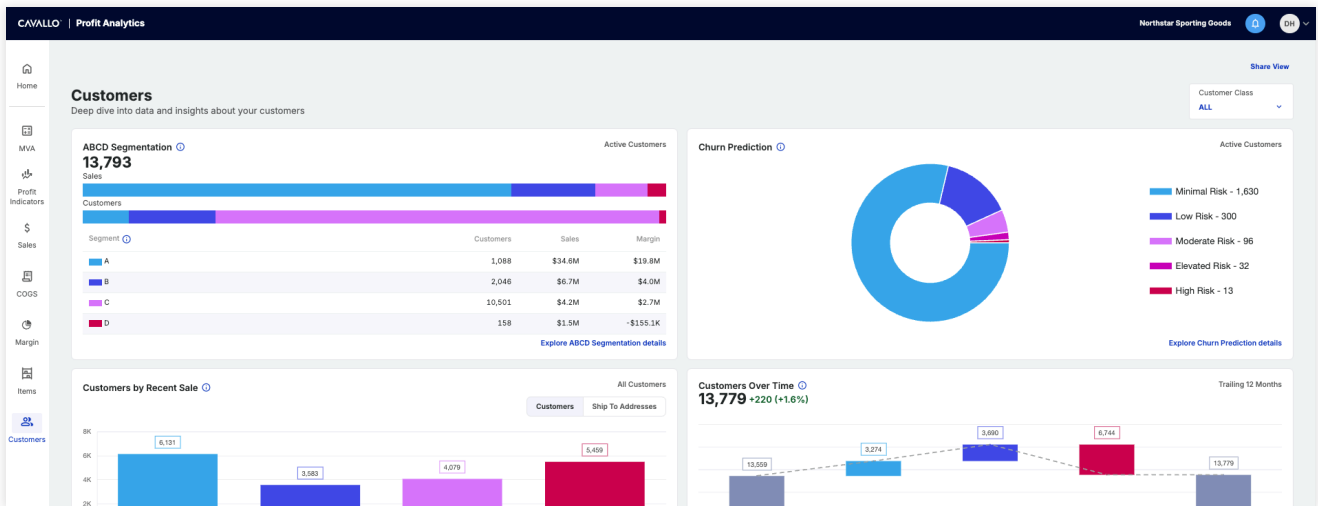 CAVALLO | Profit Analytics
Northstar Sporting Goods
DH
Home
MVA
Profit Indicators
Sales
COGS
Margin
Items
Customers
Share View
Customers
Deep dive into data and insights about your customers
Customer Class
ALL
ABCD Segmentation
Active Customers
13,793
Sales
Customers
Segment Customers Sales Margin
A 1,088 $34.6M $19.8M
B 2,046 $6.7M $4.0M
C 10,501 $4.2M $2.7M
D 158 $1.5M -$155.1K
Explore ABCD Segmentation details
Churn Prediction
Active Customers
Minimal Risk - 1,630
Low Risk - 300
Moderate Risk - 96
Elevated Risk - 32
High Risk - 13
Explore Churn Prediction details
Customers by Recent Sale
All Customers
Customers Ship To Addresses
8K
6K
4K
2K
6,131
3,583
4,079
5,459
Customers Over Time
Trailing 12 Months
13,779 +220 (+1.6%)
13,559
3,274
3,690
6,744
13,779